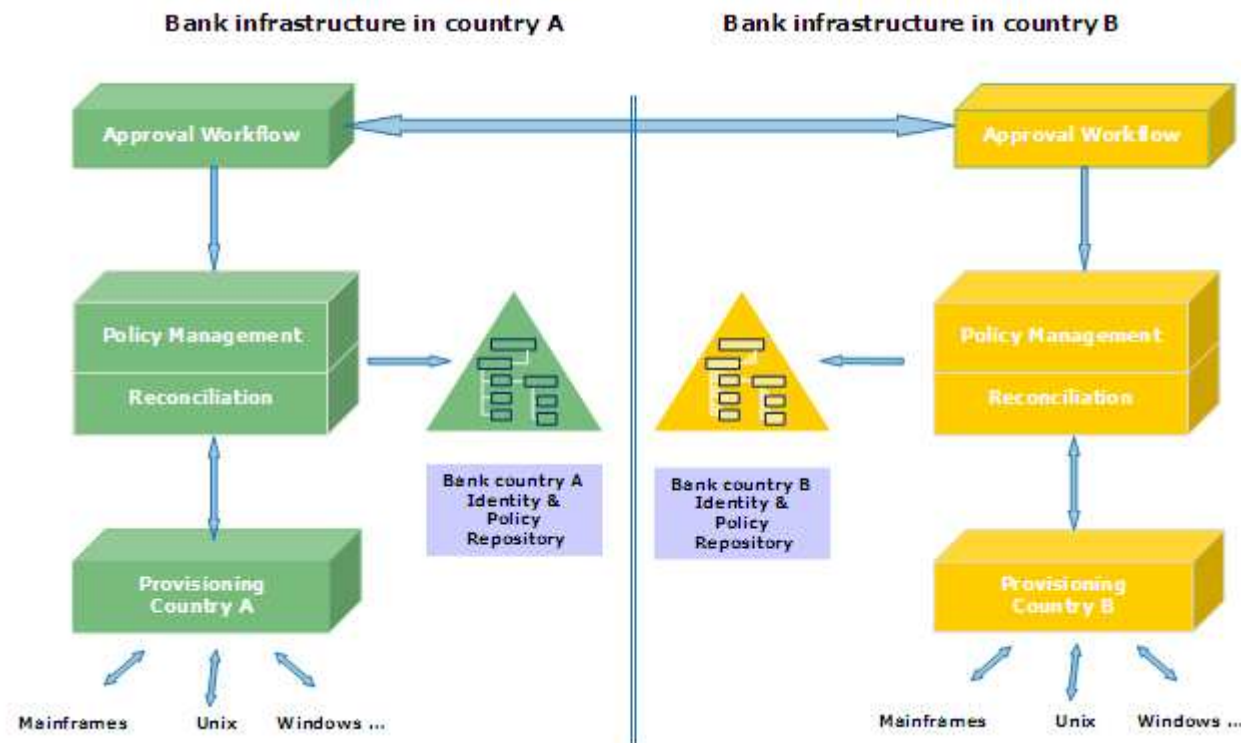 Bank infrastructure in country A
Bank infrastructure in country B
Approval Workflow
Approval Workflow
Policy Management
Reconciliation
Policy Management
Reconciliation
Bank country A
Identity &
Policy
Repository
Bank country B
Identity &
Policy
Repository
Provisioning
Country A
Provisioning
Country B
Mainframes
Unix
Windows ...
Mainframes
Unix
Windows ...